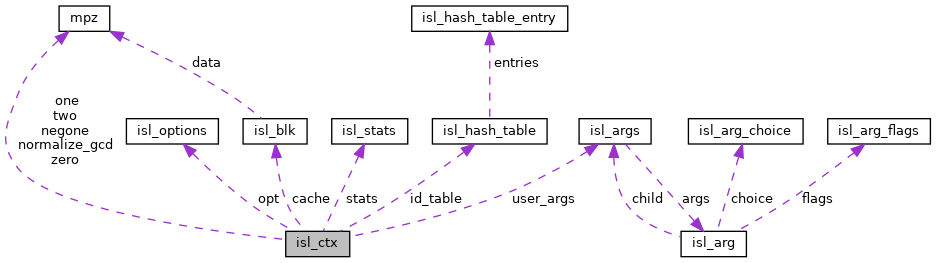 mpz
isl_hash_table_entry
data
entries
one
two
negone
normalize_gcd
zero
isl_options
isl_blk
isl_stats
isl_hash_table
isl_args
isl_arg_choice
isl_arg_flags
opt
cache
stats
id_table
user_args
child
args
choice
flags
isl_ctx
isl_arg